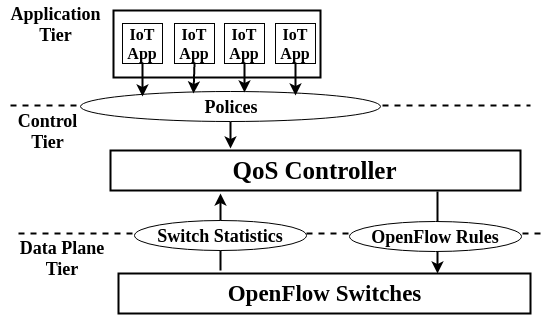 Application
Tier
IoT
App
IoT
App
IoT
App
IoT
App
Polices
Control
Tier
QoS Controller
Switch Statistics
OpenFlow Rules
Data Plane
Tier
OpenFlow Switches